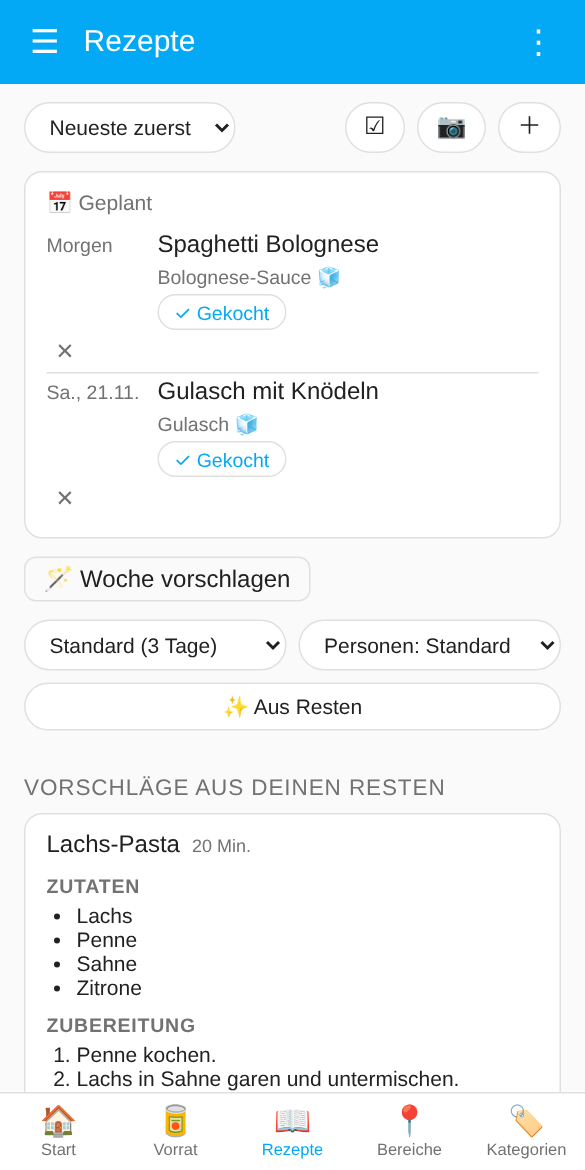 ☰ Rezepte ⋮
Neueste zuerst ☑ 📷 +
📅 Geplant
Morgen Spaghetti Bolognese
Bolognese-Sauce 🧊
✓ Gekocht
✕
Sa., 21.11. Gulasch mit Knödeln
Gulasch 🧊
✓ Gekocht
✕
🪄 Woche vorschlagen
Standard (3 Tage) Personen: Standard
✨ Aus Resten
VORSCHLÄGE AUS DEINEN RESTEN
Lachs-Pasta 20 Min.
ZUTATEN
• Lachs
• Penne
• Sahne
• Zitrone
ZUBEREITUNG
1. Penne kochen.
2. Lachs in Sahne garen und untermischen.
Start Vorrat Rezepte Bereiche Kategorien